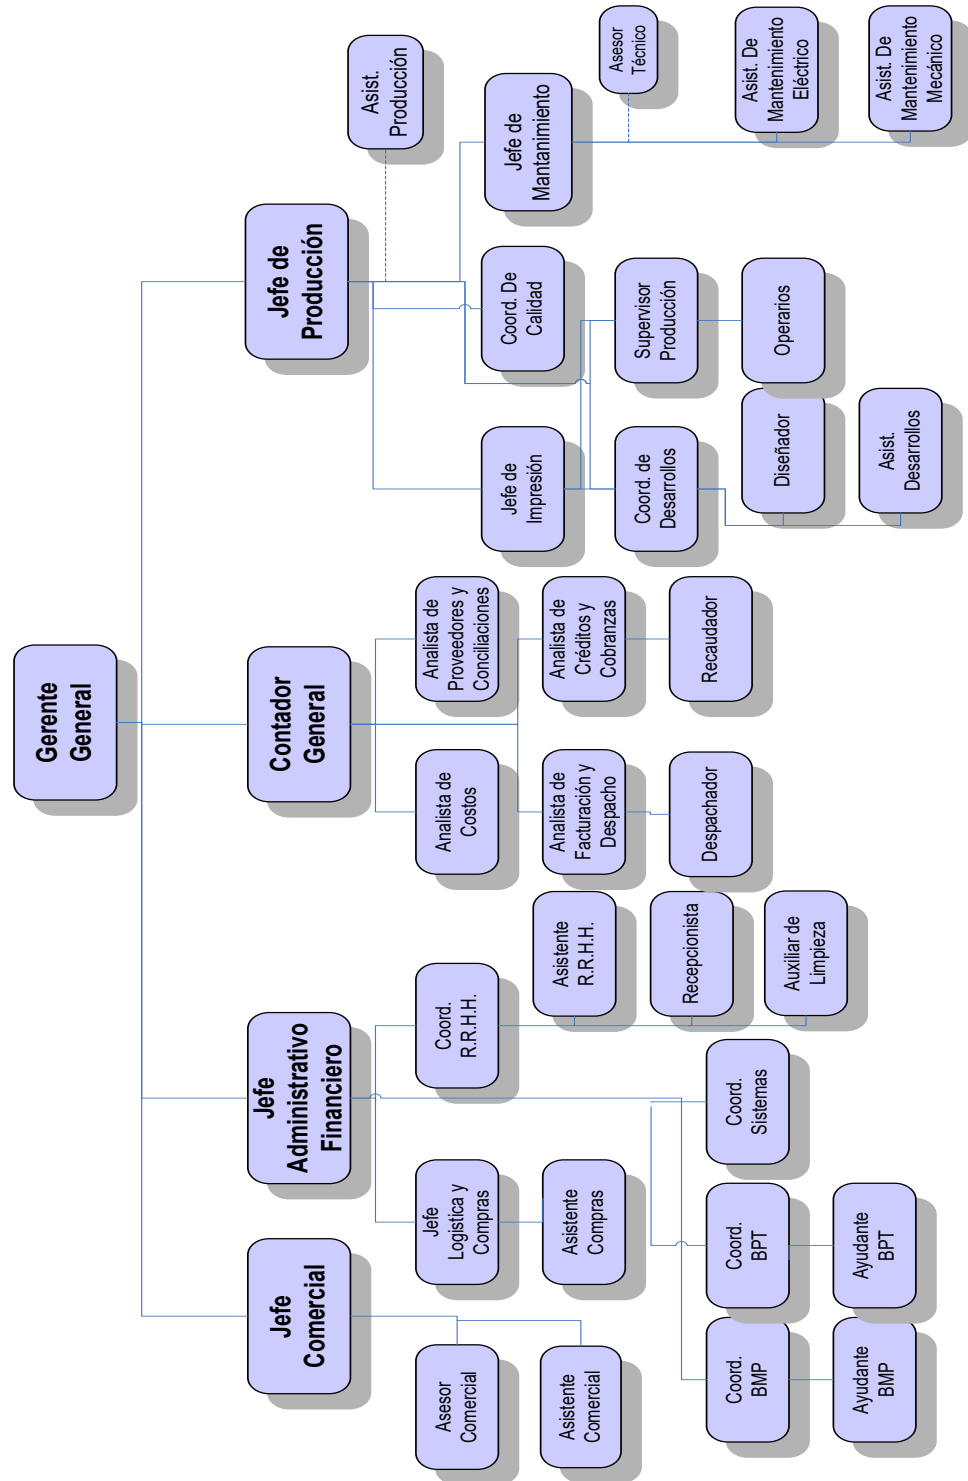 Gerente
General
Jefe
Comercial
Jefe
Administrativo
Financiero
Contador
General
Jefe de
Producción
Asesor
Comercial
Asistente
Comercial
Jefe
Logistica y
Compras
Asistente
Compras
Coord.
R.R.H.H.
Asistente
R.R.H.H.
Recepcionista
Auxiliar de
Limpieza
Coord.
BMP
Ayudante
BMP
Coord.
BPT
Ayudante
BPT
Coord.
Sistemas
Analista de
Costos
Analista de
Proveedores y
Conciliaciones
Analista de
Facturación y
Despacho
Despachador
Analista de
Créditos y
Cobranzas
Recaudador
Asist.
Producción
Jefe de
Impresión
Coord. De
Calidad
Jefe de
Mantanimiento
Coord. de
Desarrollos
Supervisor
Producción
Diseñador
Asist.
Desarrollos
Operarios
Asesor
Técnico
Asist. De
Mantenimiento
Eléctrico
Asist. De
Mantenimiento
Mecánico